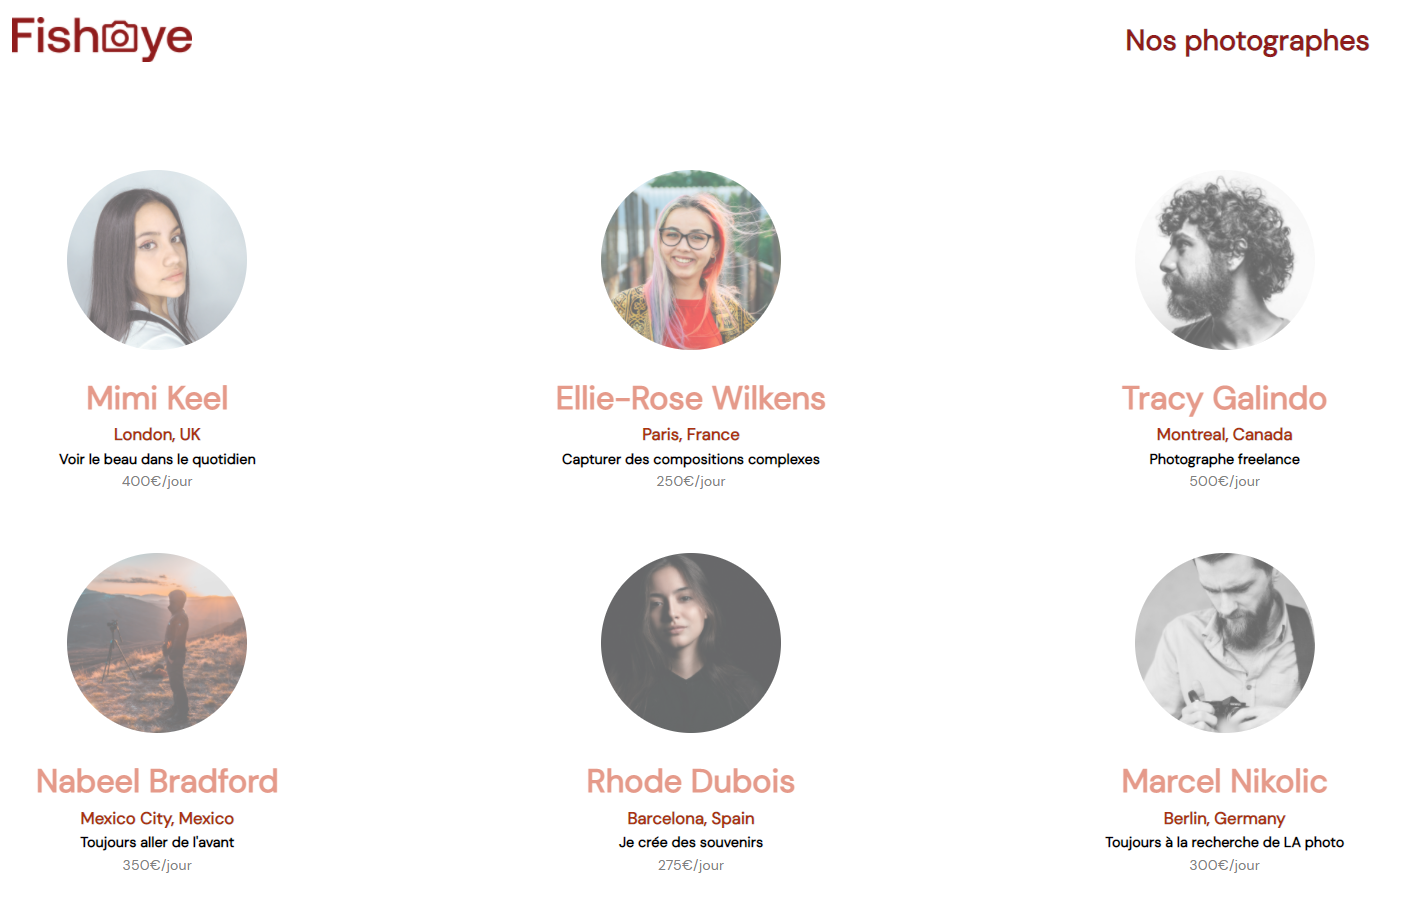 Fisheye
Nos photographes
Mimi Keel
London, UK
Voir le beau dans le quotidien
400€/jour
Ellie-Rose Wilkens
Paris, France
Capturer des compositions complexes
250€/jour
Tracy Galindo
Montreal, Canada
Photographe freelance
500€/jour
Nabeel Bradford
Mexico City, Mexico
Toujours aller de l'avant
350€/jour
Rhode Dubois
Barcelona, Spain
Je crée des souvenirs
275€/jour
Marcel Nikolic
Berlin, Germany
Toujours à la recherche de LA photo
300€/jour